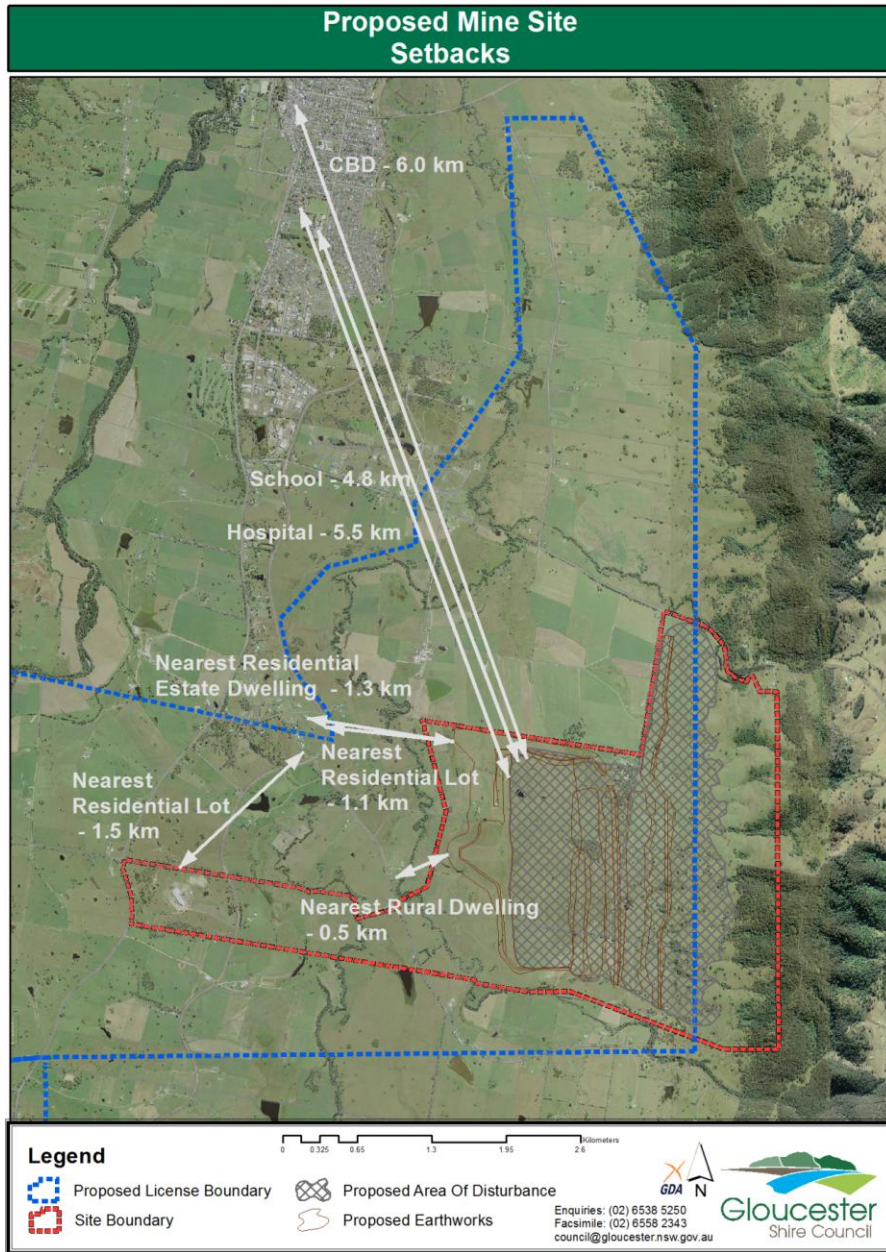 Proposed Mine Site
Setbacks
CBD - 6.0 km
School - 4.8 km
Hospital - 5.5 km
Nearest Residential
Estate Dwelling - 1.3 km
Nearest
Residential Lot
- 1.1 km
Nearest
Residential Lot
- 1.5 km
Nearest Rural Dwelling
- 0.5 km
Legend
Proposed License Boundary
Site Boundary
Proposed Area Of Disturbance
Proposed Earthworks
Kilometers
0 0.325 0.65 1.3 1.95 2.6
GDA
N
Enquiries: (02) 6538 5250
Facsimile: (02) 6558 2343
council@gloucester.nsw.gov.au
Gloucester
Shire Council